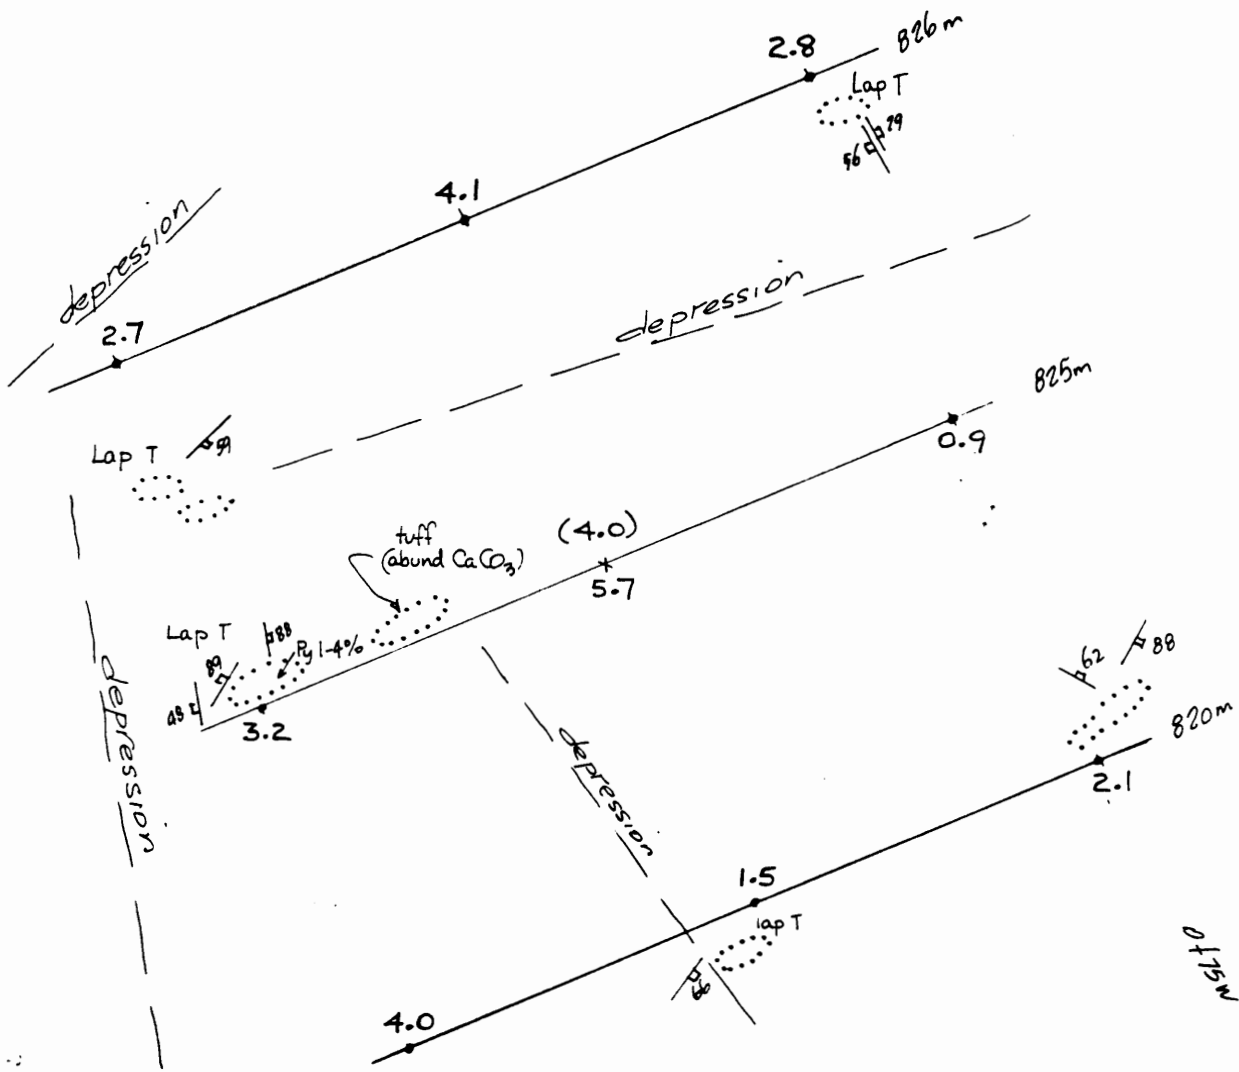 826m
2.8
Lap T
29
56
4.1
depression
2.7
depression
825m
0.9
Lap T
(4.0)
5.7
tuff
(abund CaCO3)
Lap T
88
Py 1-4%
89
3.2
depression
depression
62
88
820m
2.1
1.5
lap T
66
4.0
0+75W